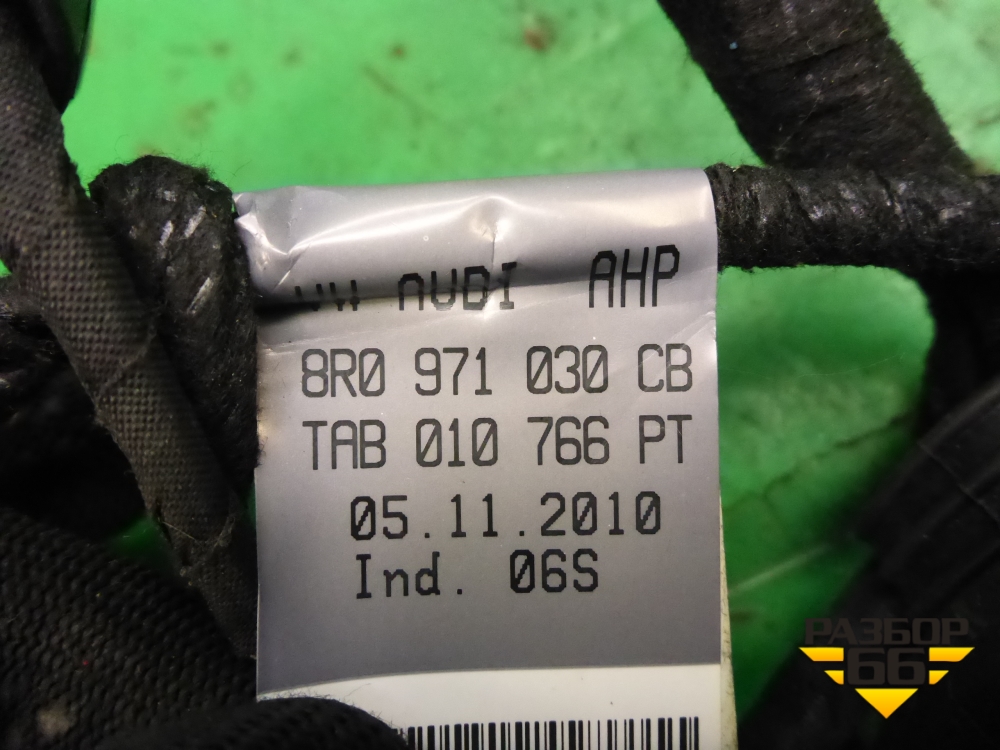 VW AUDI AHP
8R0 971 030 CB
TAB 010 766 PT
05.11.2010
Ind. 06S
РАЗБОР
66